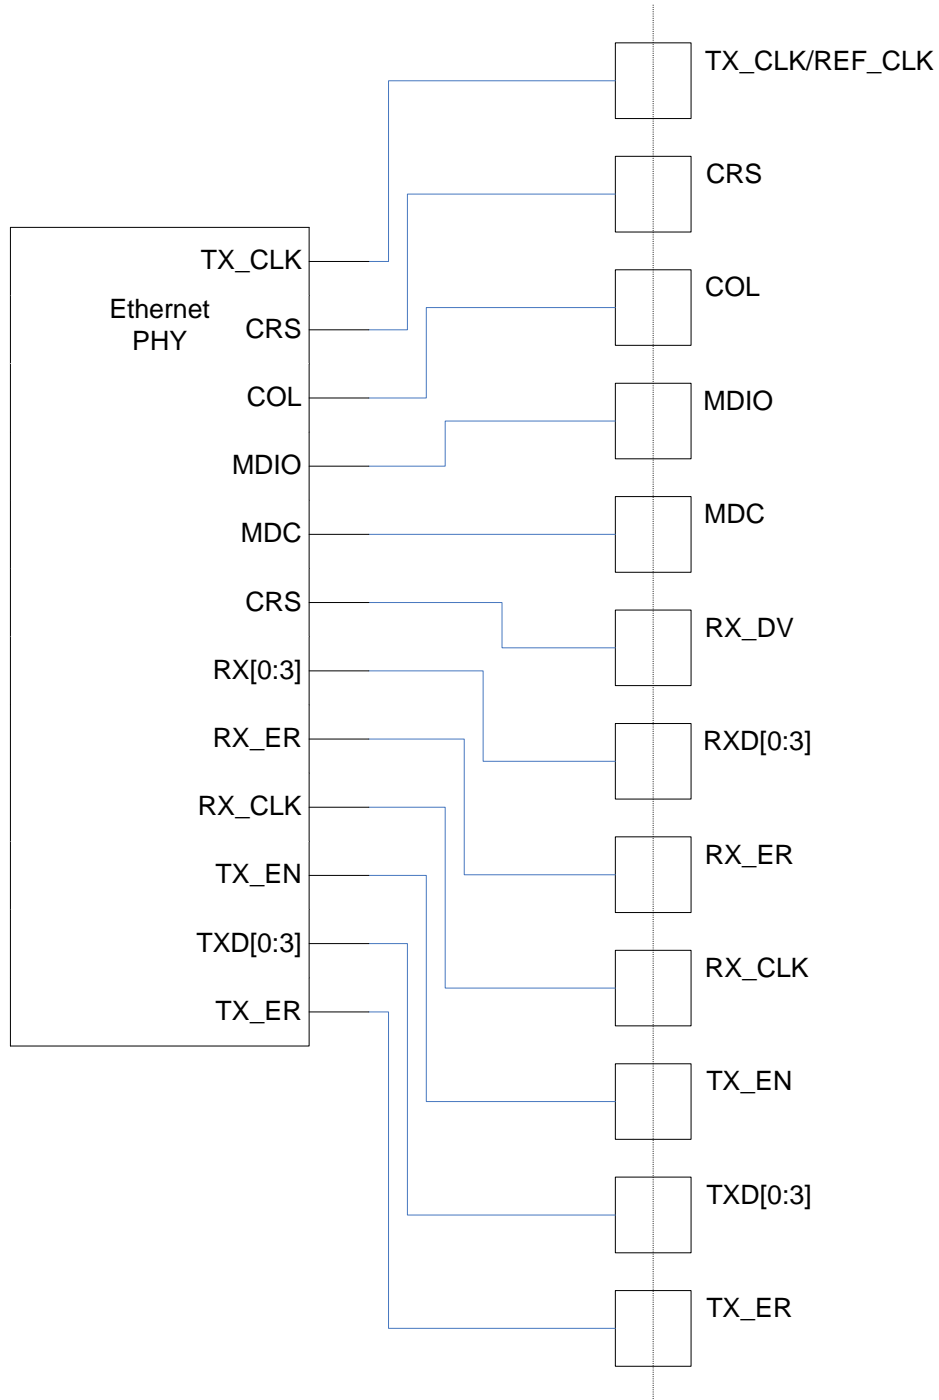 Ethernet
PHY
TX_CLK
CRS
COL
MDIO
MDC
CRS
RX[0:3]
RX_ER
RX_CLK
TX_EN
TXD[0:3]
TX_ER
TX_CLK/REF_CLK
CRS
COL
MDIO
MDC
RX_DV
RXD[0:3]
RX_ER
RX_CLK
TX_EN
TXD[0:3]
TX_ER